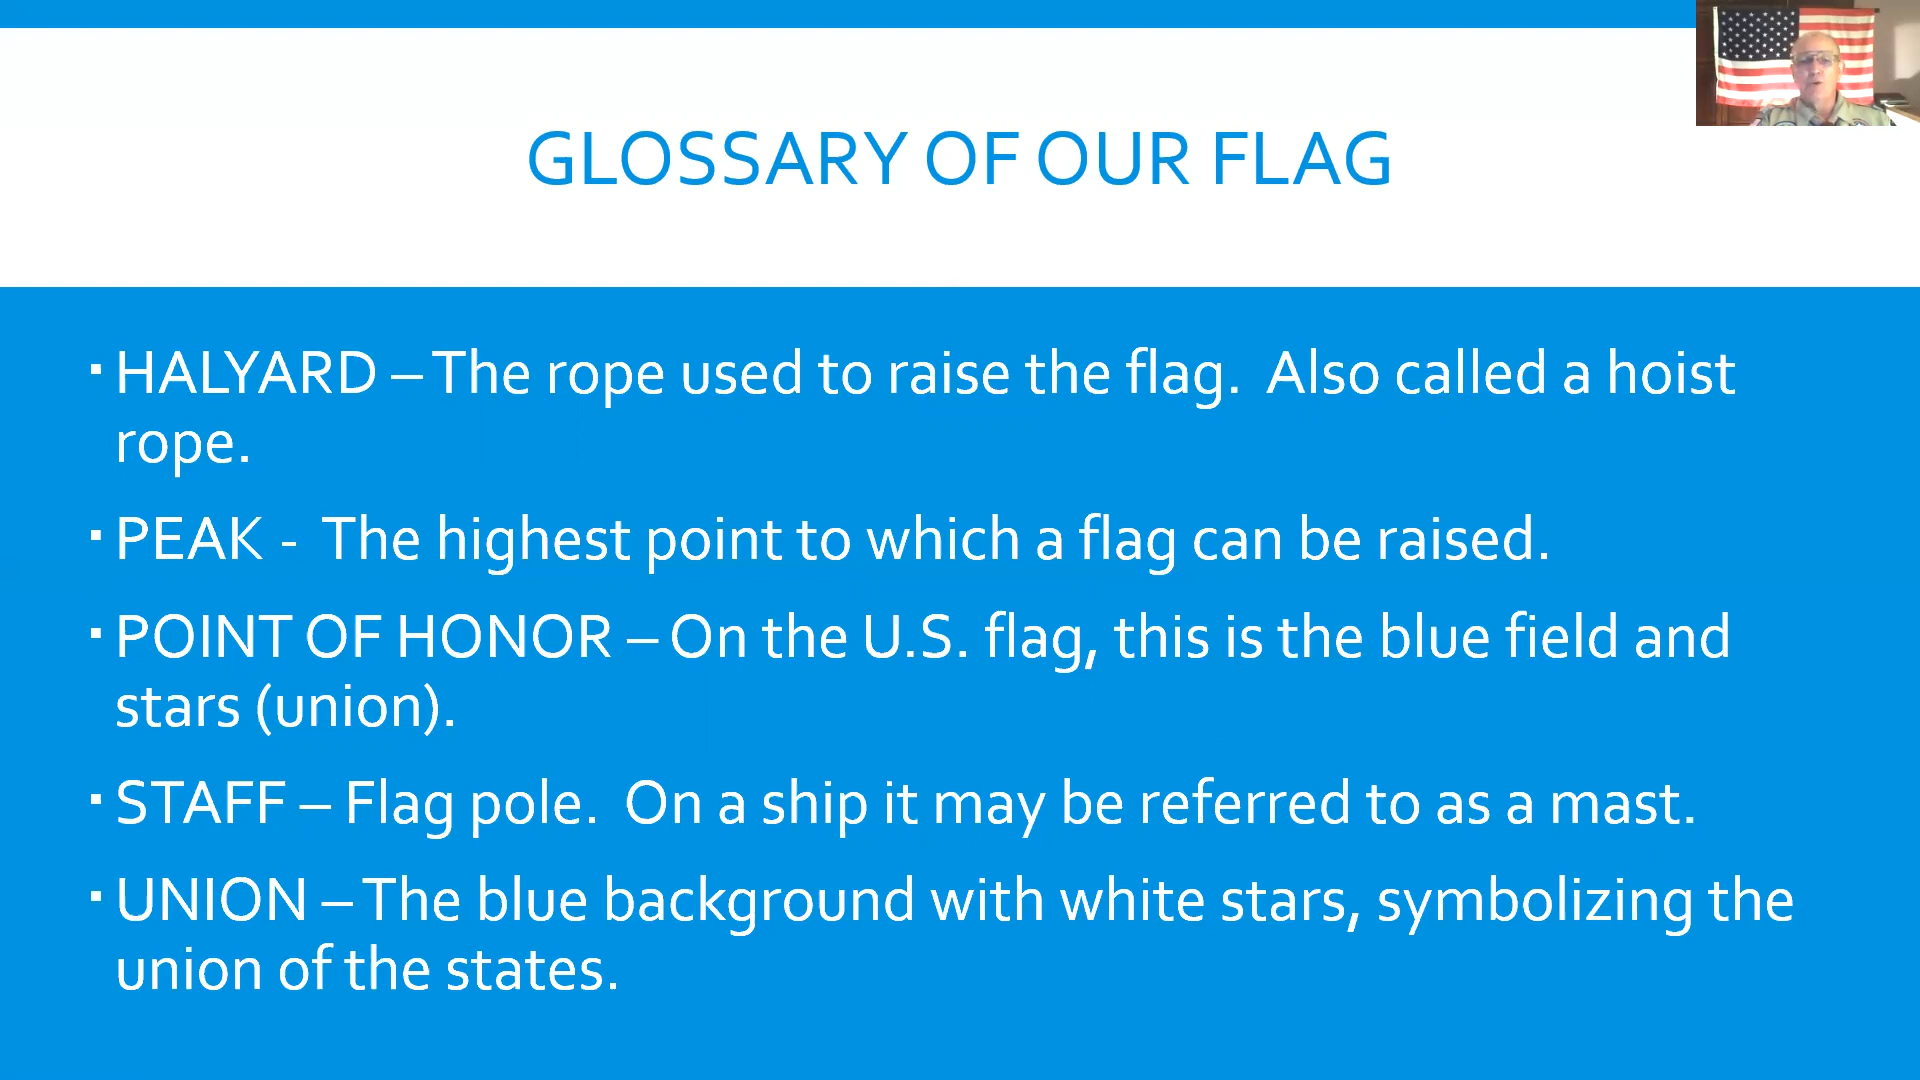 GLOSSARY OF OUR FLAG
▪ HALYARD – The rope used to raise the flag.  Also called a hoist
rope.
▪ PEAK -  The highest point to which a flag can be raised.
▪ POINT OF HONOR – On the U.S. flag, this is the blue field and
stars (union).
▪ STAFF – Flag pole.  On a ship it may be referred to as a mast.
▪ UNION – The blue background with white stars, symbolizing the
union of the states.